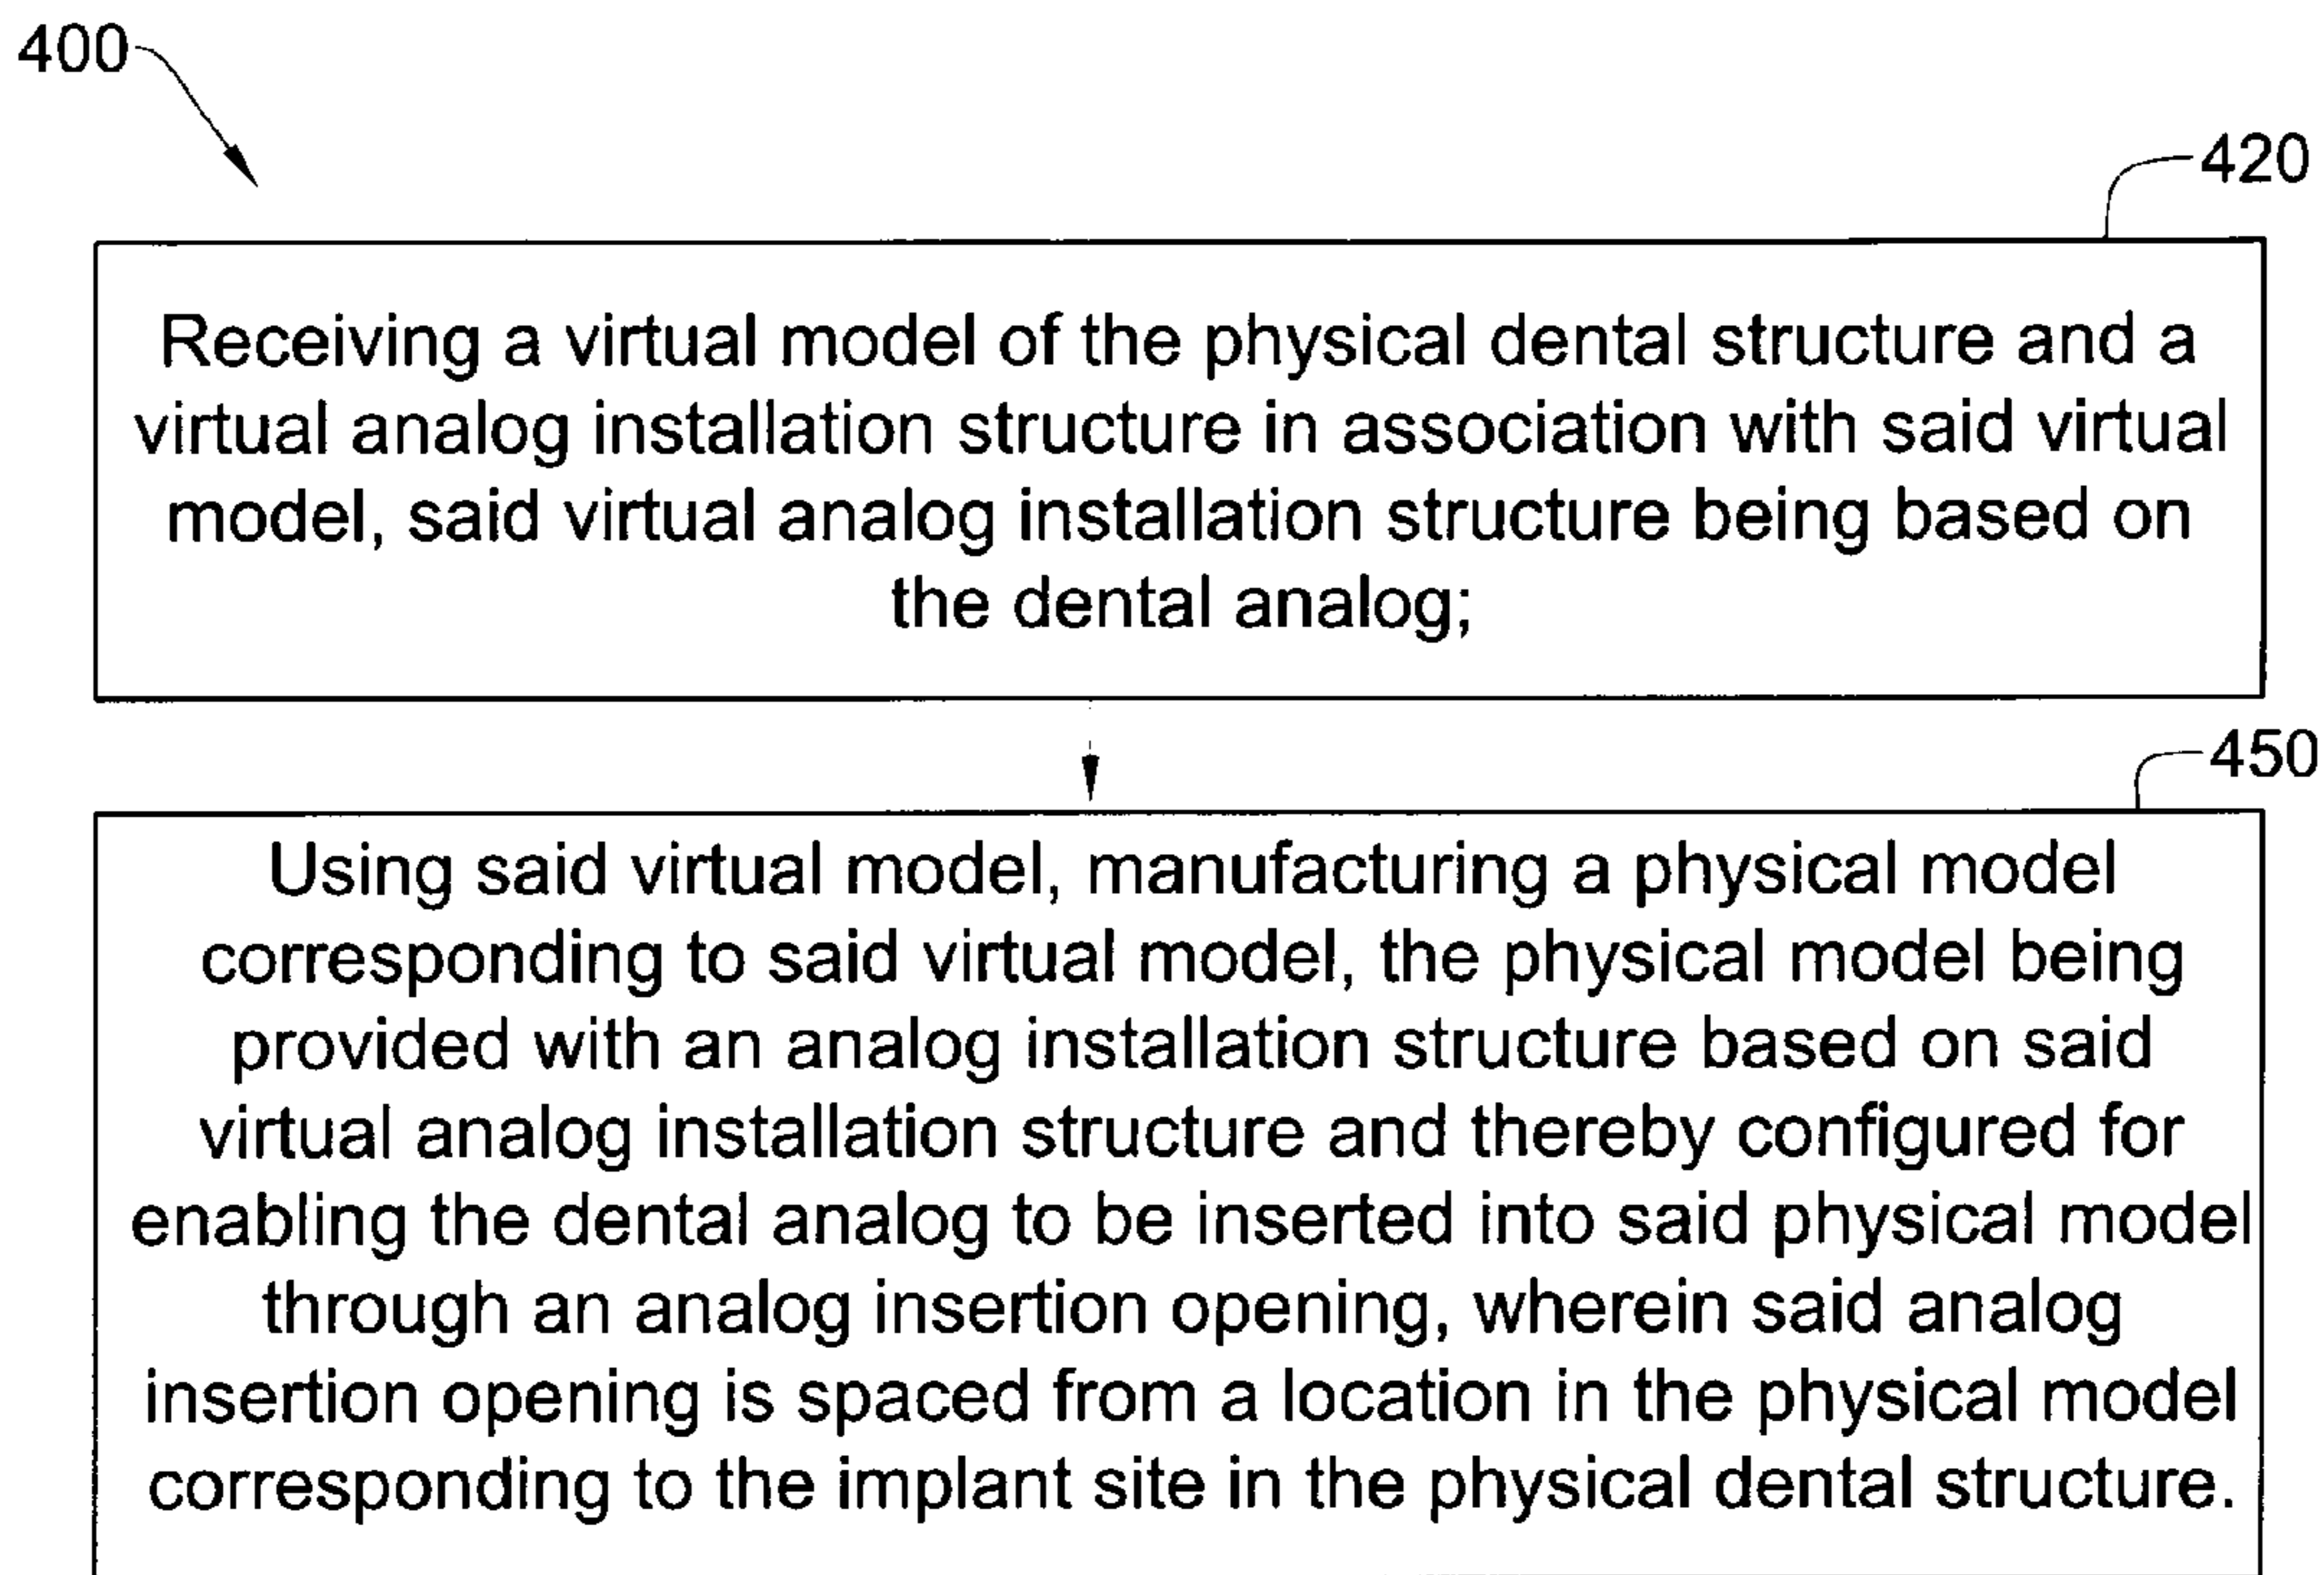 400
420
Receiving a virtual model of the physical dental structure and a
virtual analog installation structure in association with said virtual
model, said virtual analog installation structure being based on
the dental analog;
450
Using said virtual model, manufacturing a physical model
corresponding to said virtual model, the physical model being
provided with an analog installation structure based on said
virtual analog installation structure and thereby configured for
enabling the dental analog to be inserted into said physical model
through an analog insertion opening, wherein said analog
insertion opening is spaced from a location in the physical model
corresponding to the implant site in the physical dental structure.